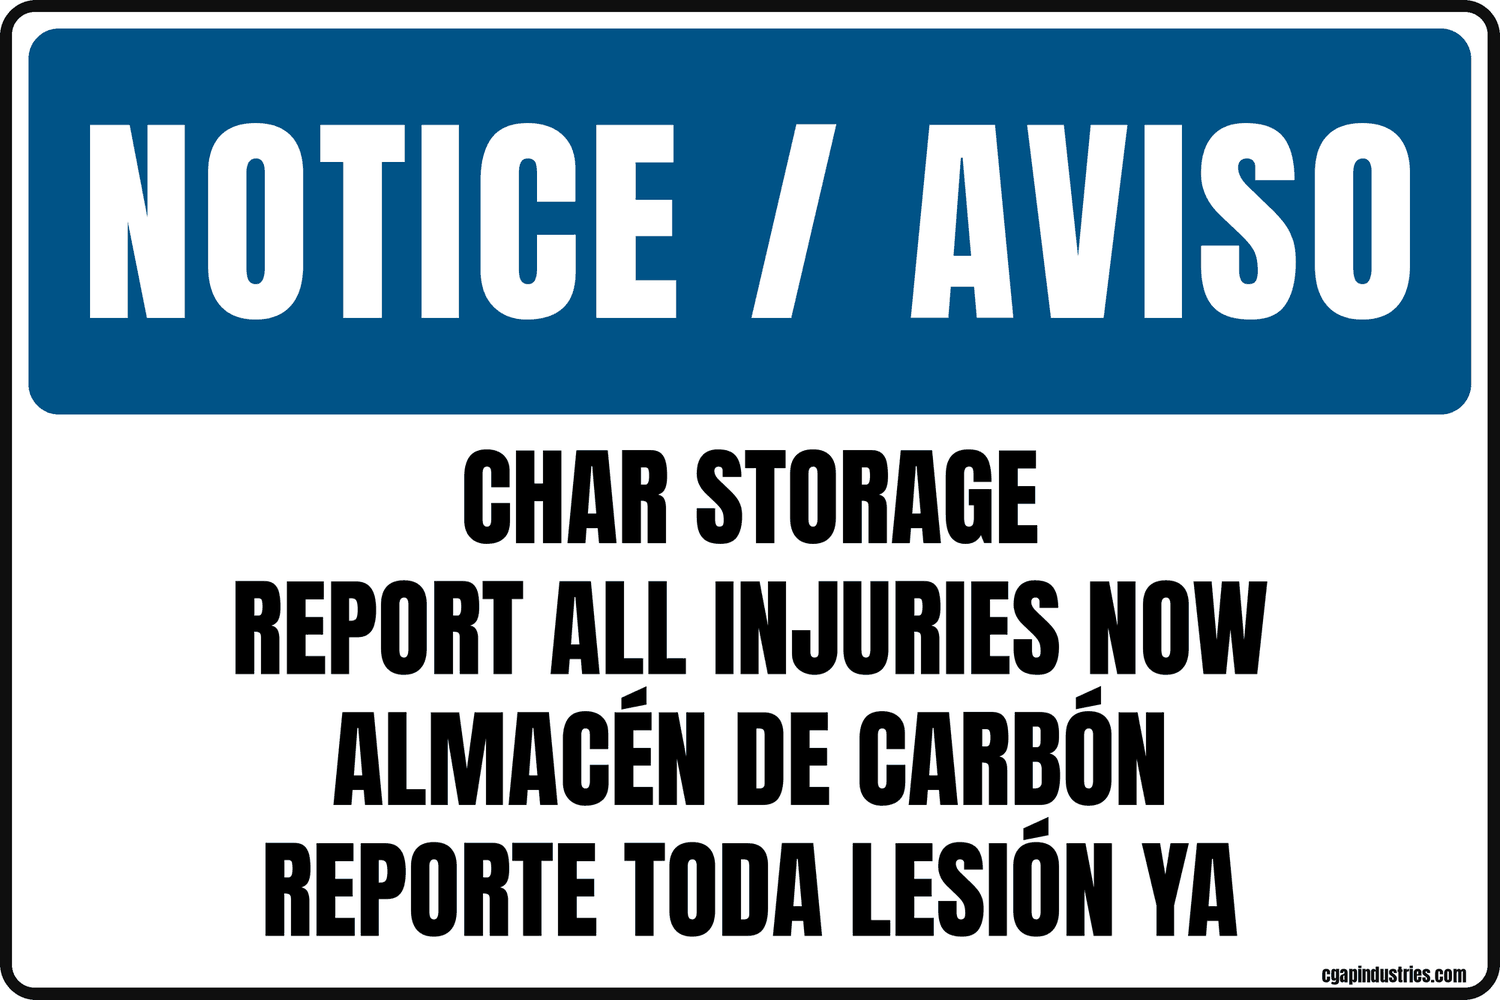 NOTICE / AVISO
CHAR STORAGE
REPORT ALL INJURIES NOW
ALMACÉN DE CARBÓN
REPORTE TODA LESIÓN YA
cgapindustries.com